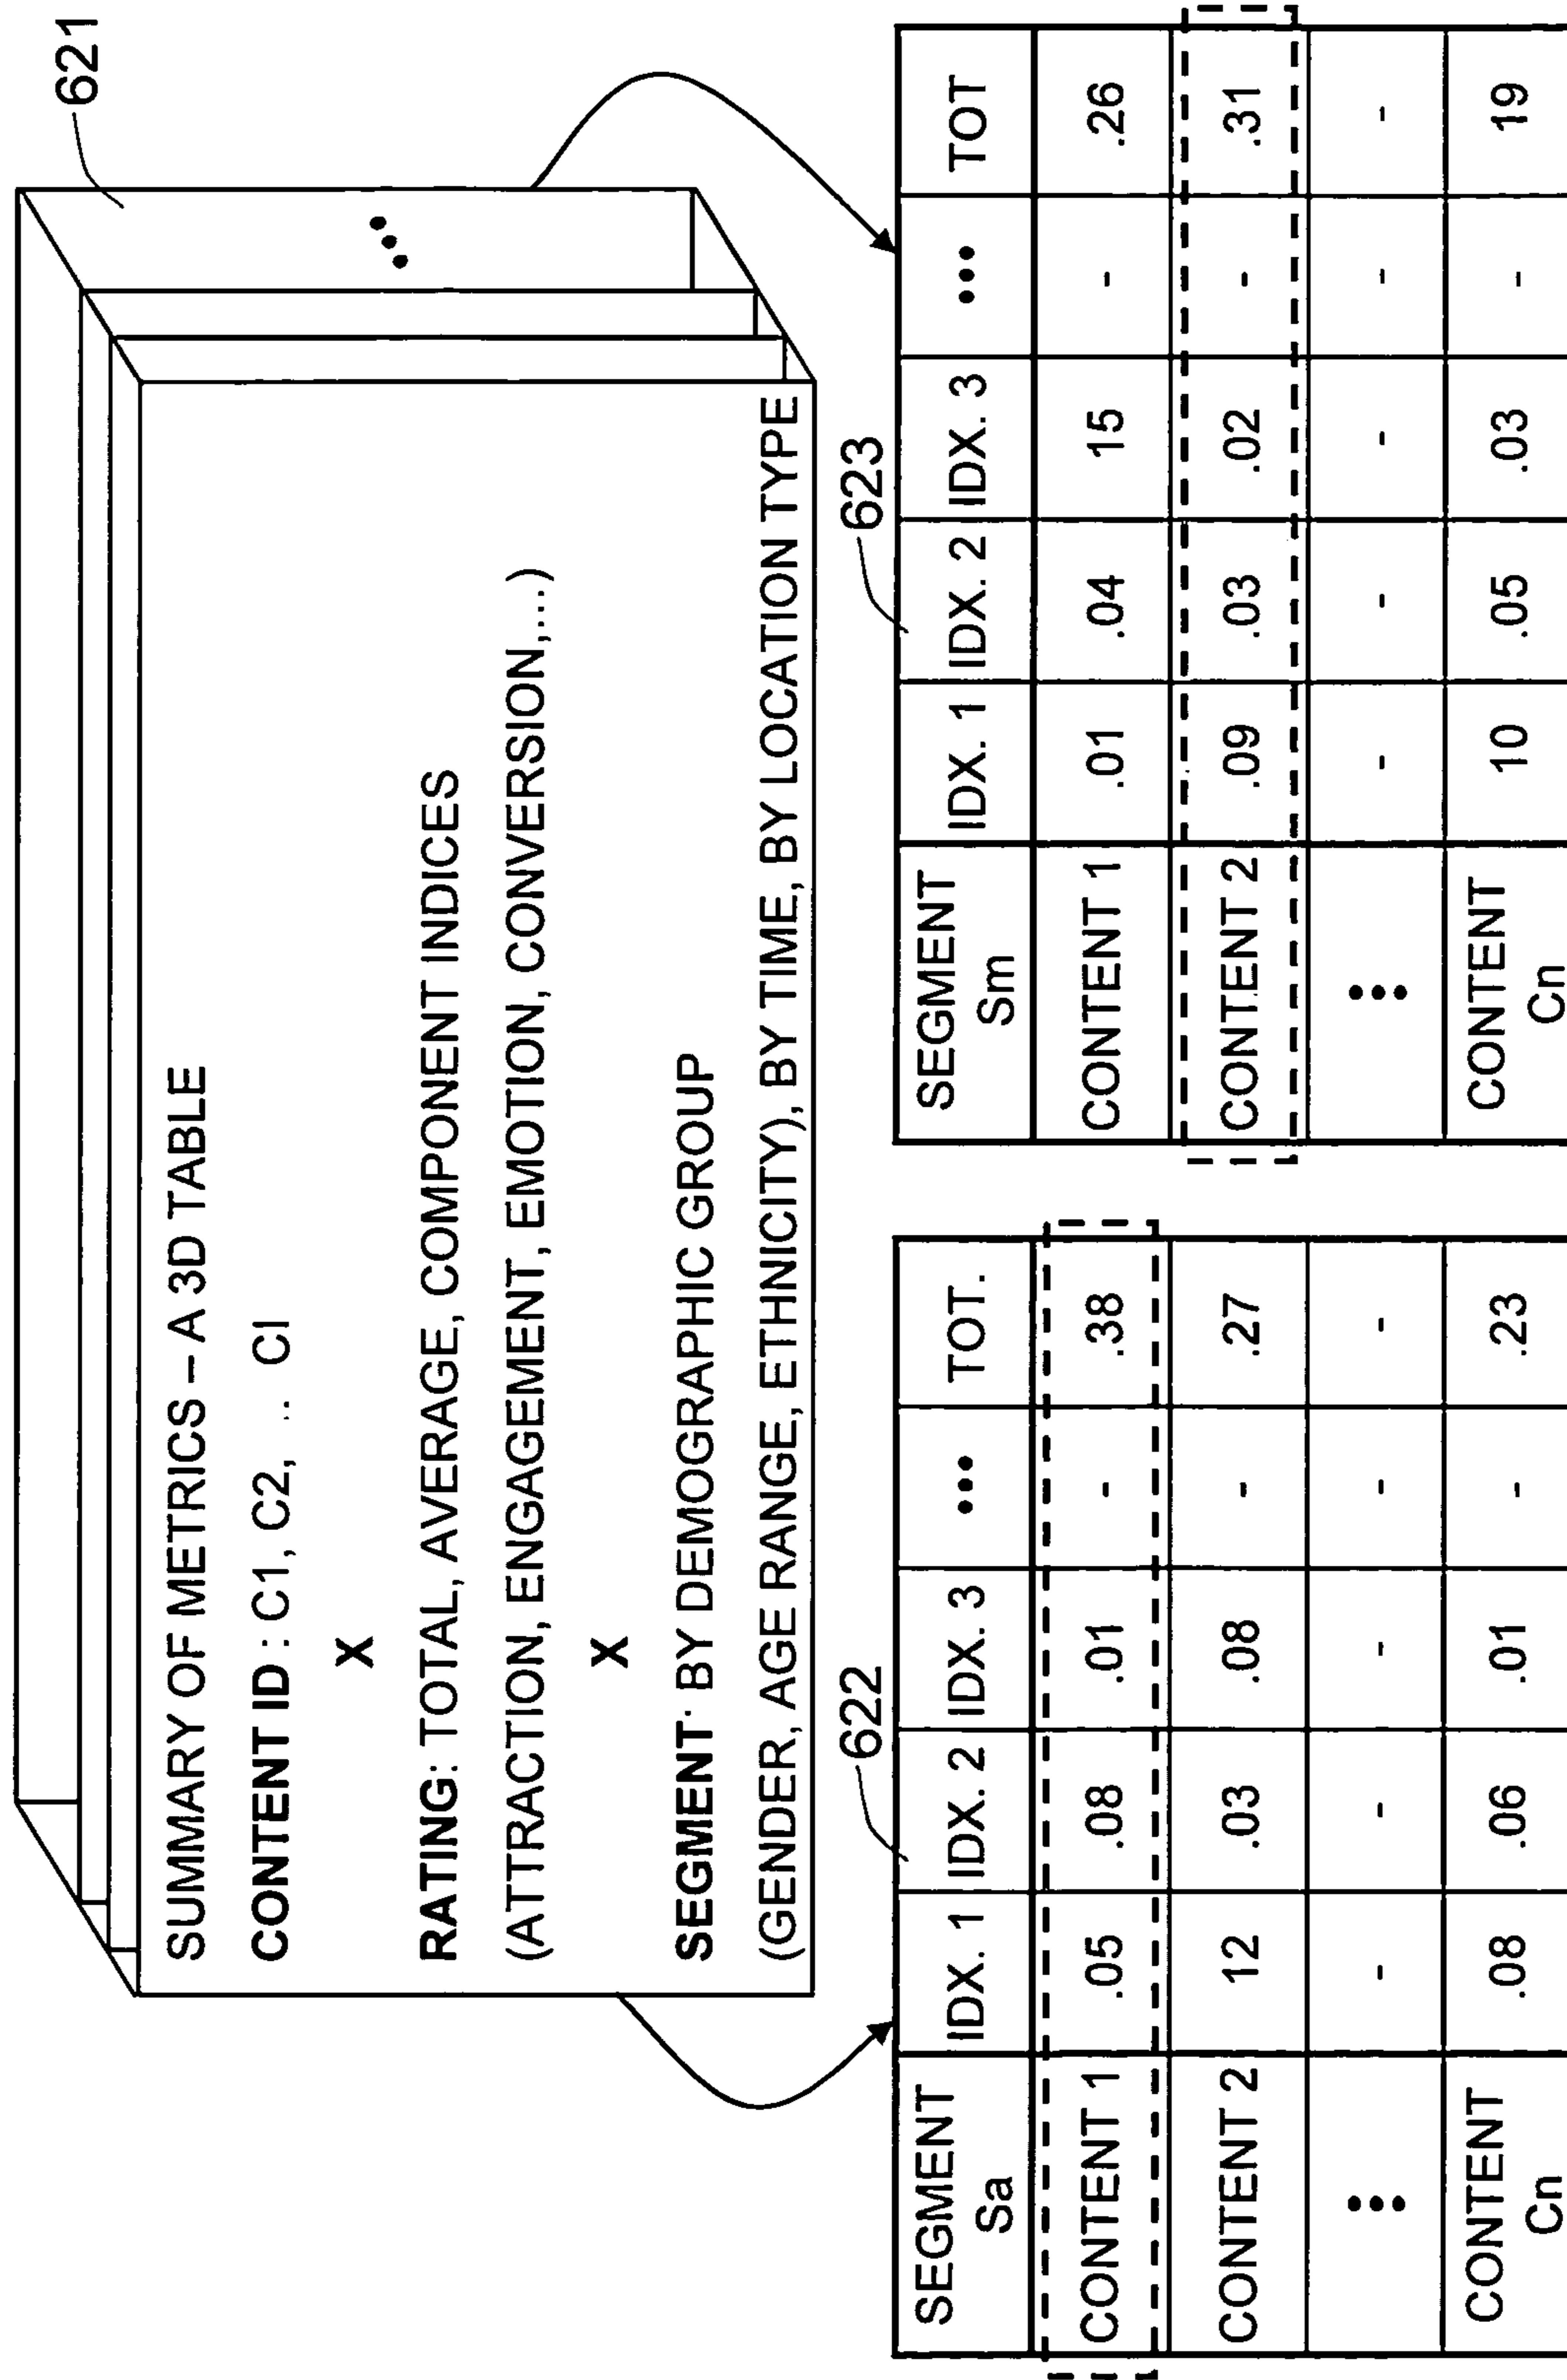 621
SUMMARY OF METRICS – A 3D TABLE
CONTENT ID : C1, C2, .. CI
X
RATING: TOTAL, AVERAGE, COMPONENT INDICES
(ATTRACTION, ENGAGEMENT, EMOTION, CONVERSION,...)
X
SEGMENT· BY DEMOGRAPHIC GROUP
(GENDER, AGE RANGE, ETHNICITY), BY TIME, BY LOCATION TYPE
622
SEGMENT Sa IDX. 1 IDX. 2 IDX. 3 ••• TOT.
CONTENT 1 .05 .08 .01 - .38
CONTENT 2 12 .03 .08 - .27
••• - - - - -
CONTENT Cn .08 .06 .01 - .23
623
SEGMENT Sm IDX. 1 IDX. 2 IDX. 3 ••• TOT
CONTENT 1 .01 .04 15 - .26
CONTENT 2 .09 .03 .02 - .31
••• - - - - -
CONTENT Cn 10 .05 .03 - 19